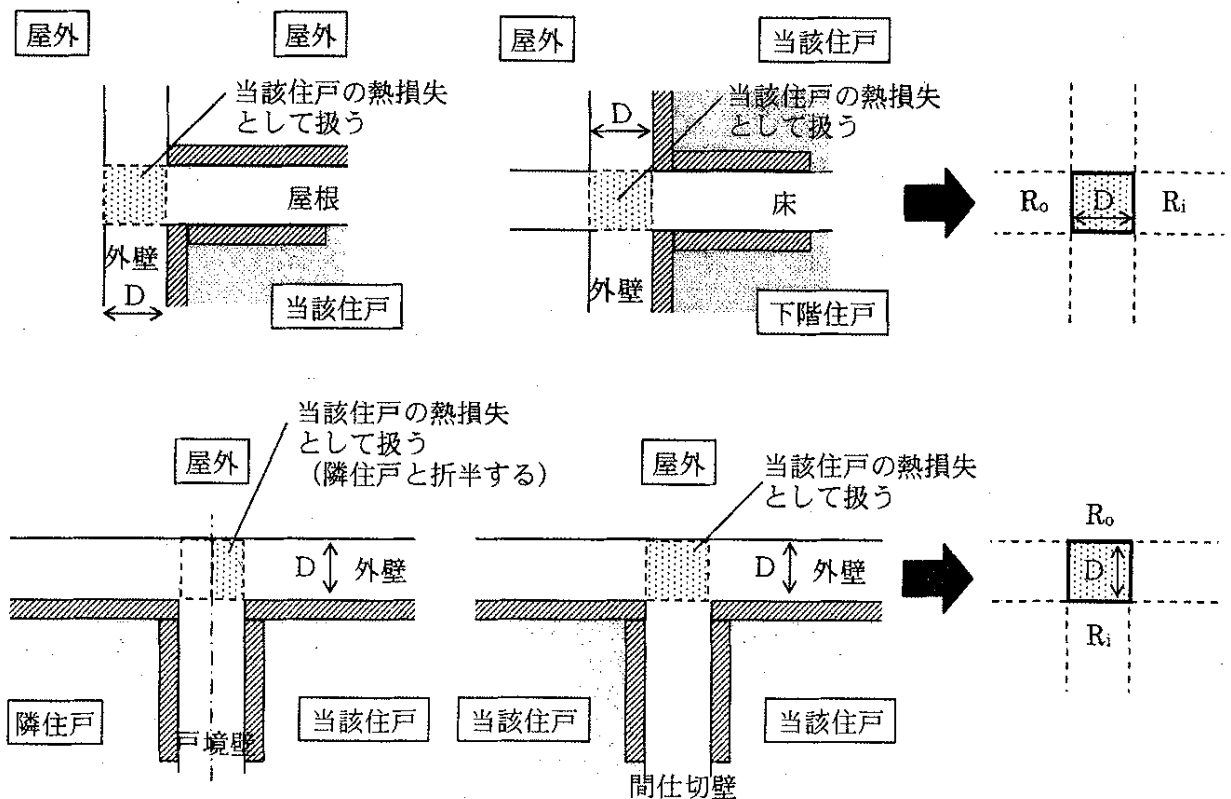 屋外
屋外
当該住戸の熱損失
として扱う
屋根
外壁
D
当該住戸
屋外
当該住戸
D
当該住戸の熱損失
として扱う
床
外壁
下階住戸
Ro
D
Ri
当該住戸の熱損失
として扱う
（隣住戸と折半する）
屋外
D
外壁
隣住戸
当該住戸
戸境壁
屋外
当該住戸の熱損失
として扱う
D
外壁
当該住戸
当該住戸
間仕切壁
Ro
D
Ri